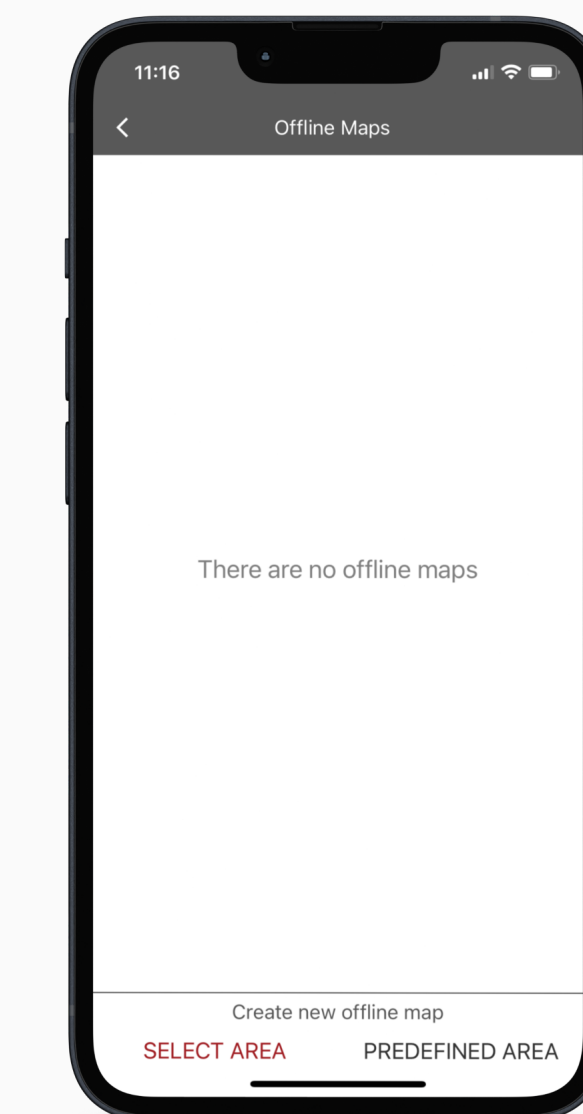 11:16
Offline Maps
There are no offline maps
Create new offline map
SELECT AREA PREDEFINED AREA